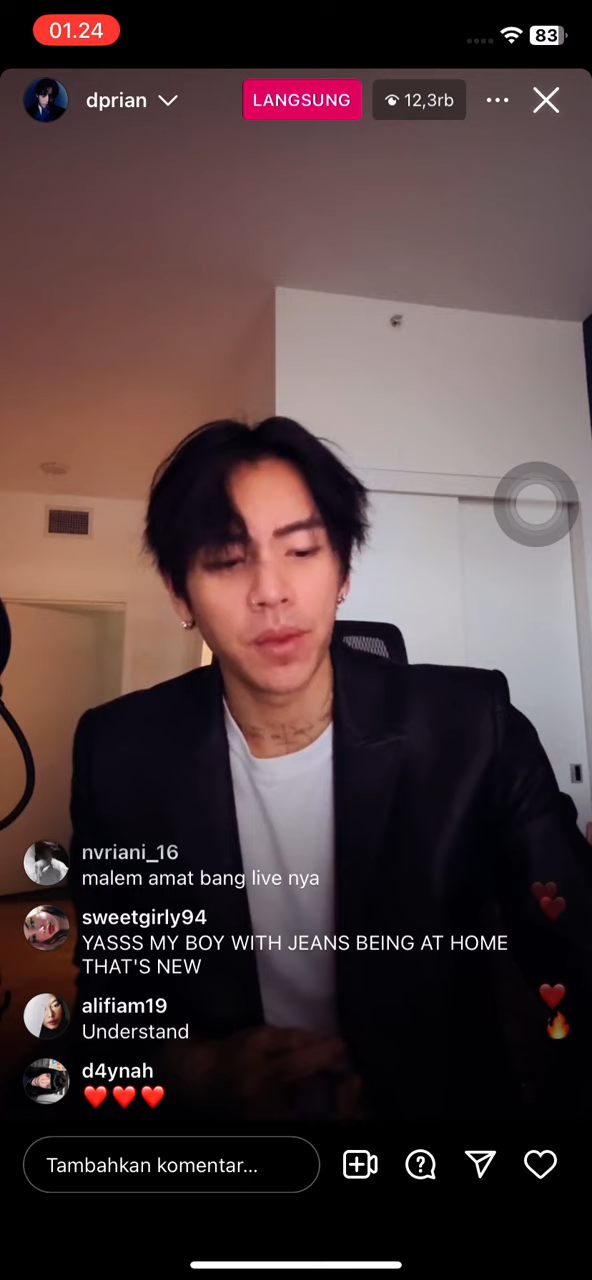 01.24
83
dprian
LANGSUNG
12,3rb
nvriani_16
malem amat bang live nya
sweetgirly94
YASSS MY BOY WITH JEANS BEING AT HOME
THAT'S NEW
alifiam19
Understand
d4ynah
❤️❤️❤️
Tambahkan komentar...